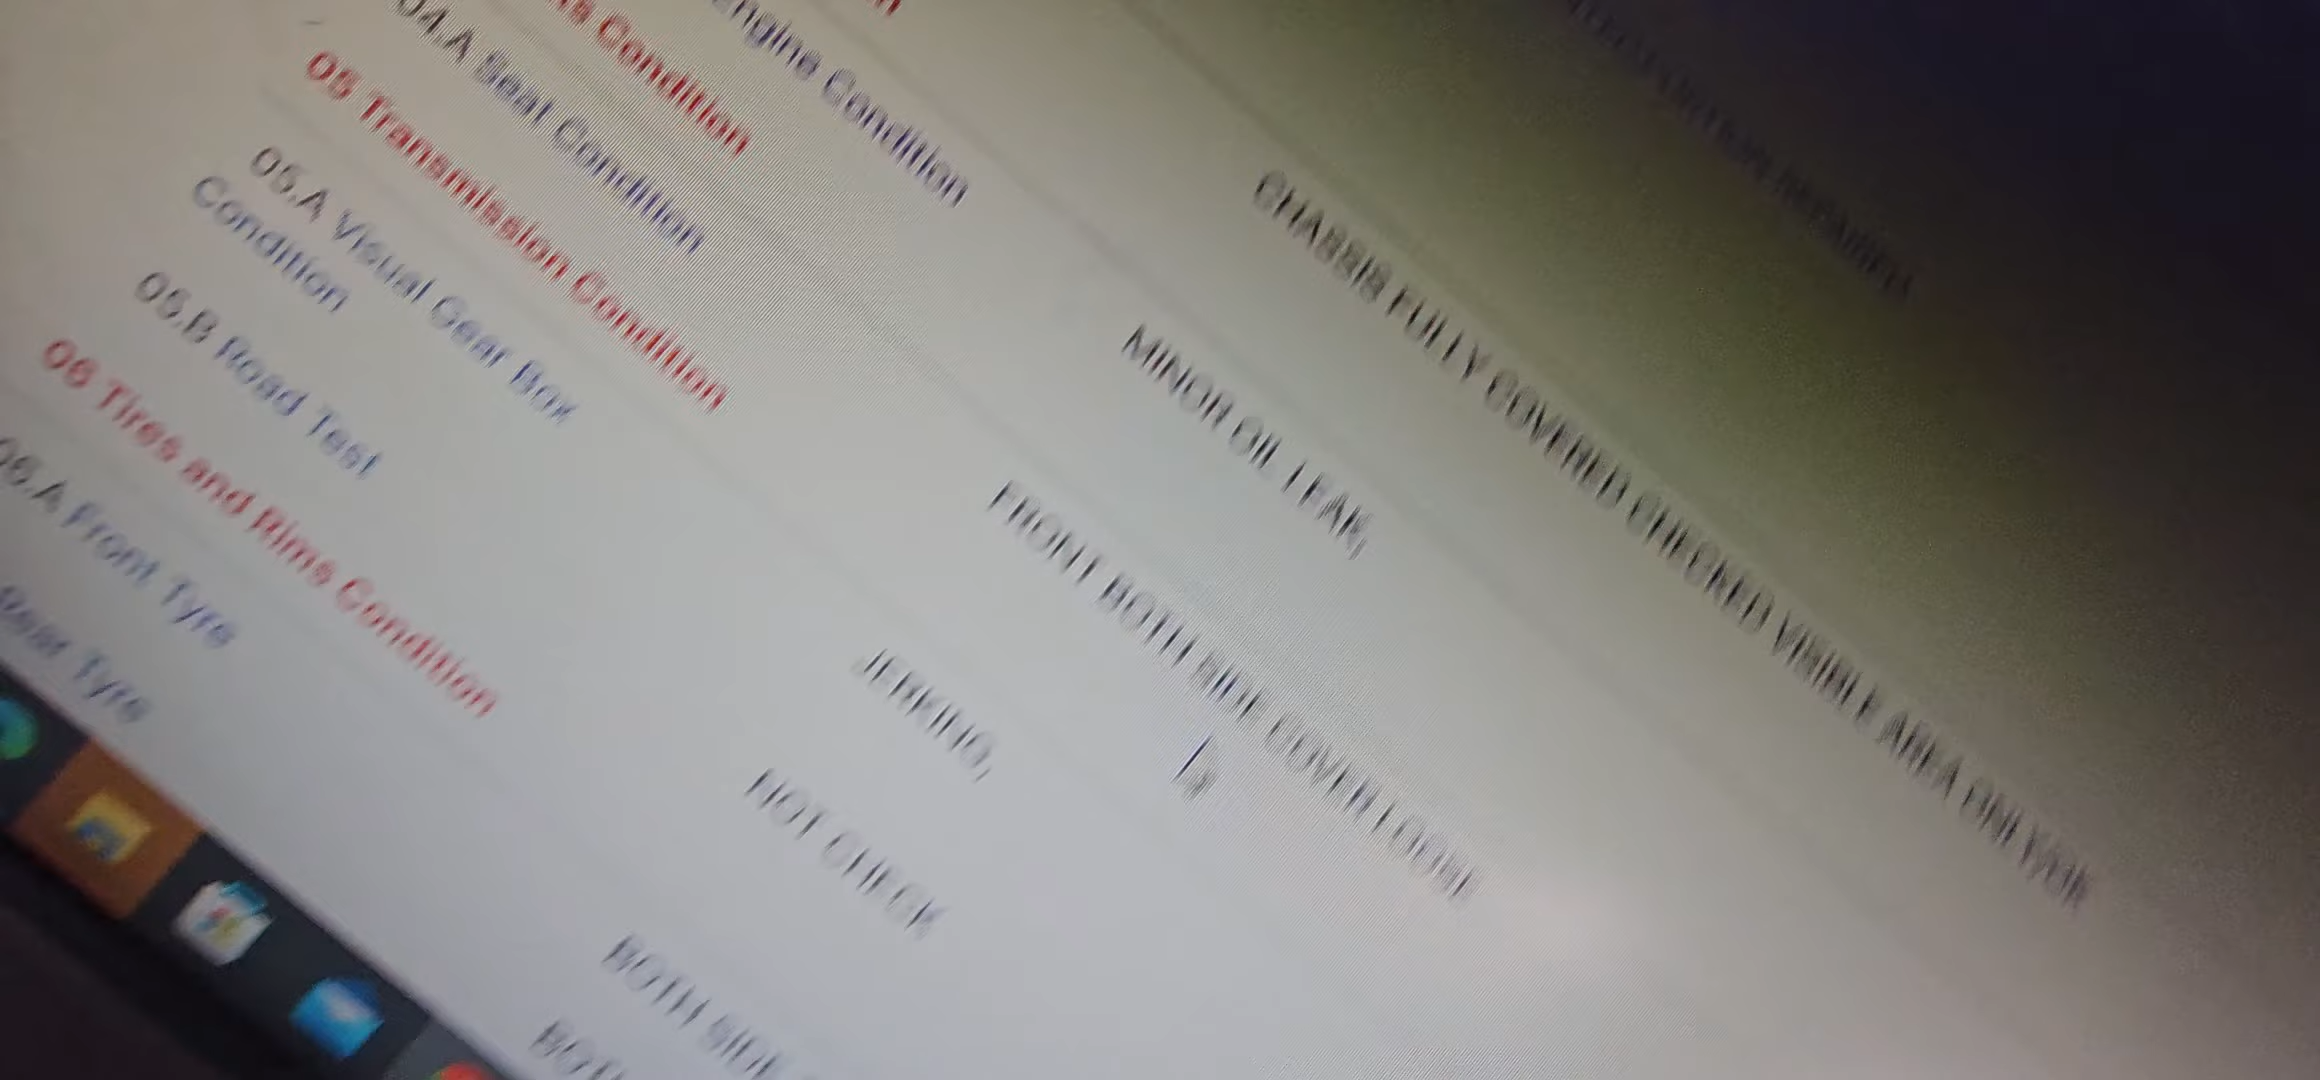 ngine Condition
CHASSIS FULLY COVERED CHECKED VISIBLE AREA ONLY
s Condition
04.A Seat Condition
MINOR OIL LEAK,
05 Transmission Condition
FRONT BOTH SIDE COVER LOOSE
05.A Visual Gear Box
Condition
JERKING,
05.B Road Test
NOT CHECK
06 Tires and Rims Condition
06.A Front Tyre
BOTH SIDE
Rear Tyre